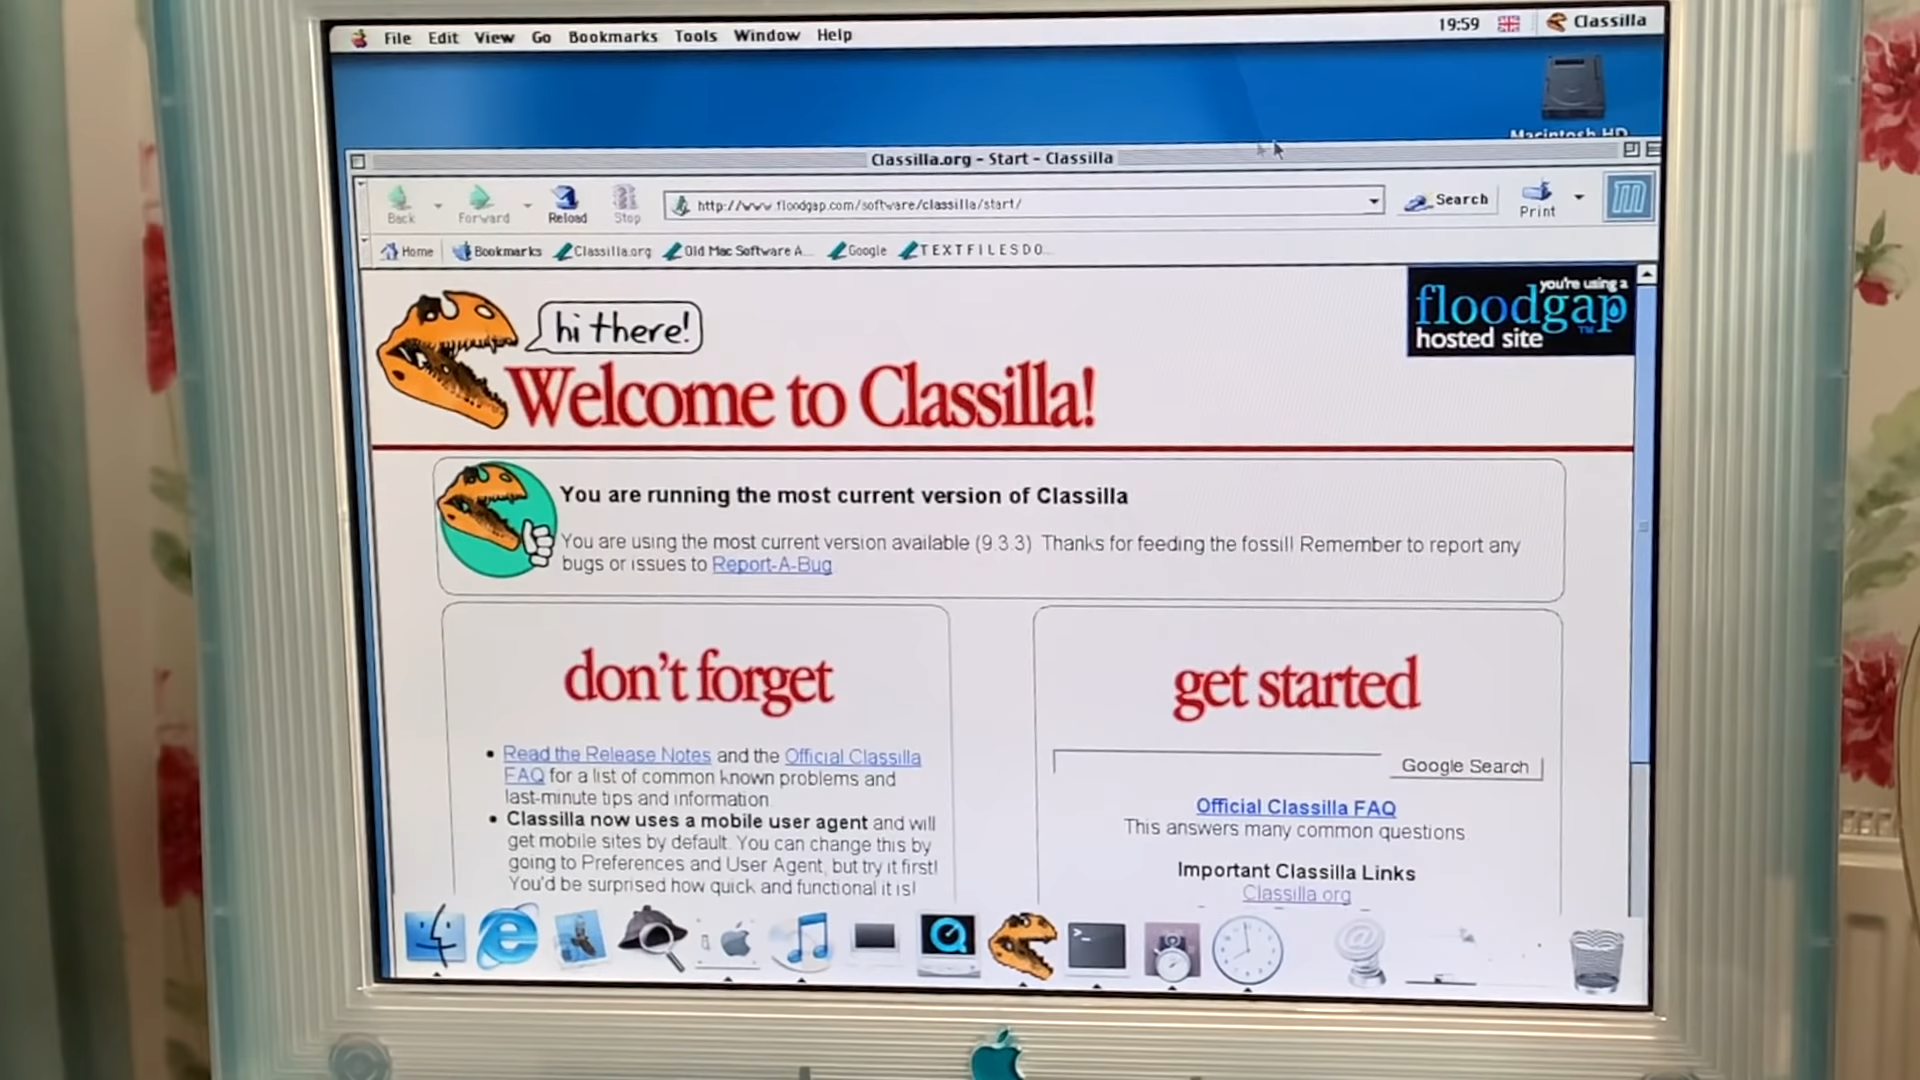 File Edit View Go Bookmarks Tools Window Help 19:59 Classilla
Macintosh HD
Classilla.org - Start - Classilla
Back Forward Reload Stop http://www.floodgap.com/software/classilla/start/ Search Print
Home Bookmarks Classilla.org Old Mac Software A... Google TEXTFILESDO...
you're using a
floodgap™
hosted site
hi there!
Welcome to Classilla!
You are running the most current version of Classilla
You are using the most current version available (9.3.3) Thanks for feeding the fossil! Remember to report any
bugs or issues to Report-A-Bug
don't forget
• Read the Release Notes and the Official Classilla
FAQ for a list of common known problems and
last-minute tips and information.
• Classilla now uses a mobile user agent and will
get mobile sites by default. You can change this by
going to Preferences and User Agent, but try it first!
You'd be surprised how quick and functional it is!
get started
Google Search
Official Classilla FAQ
This answers many common questions
Important Classilla Links
Classilla.org